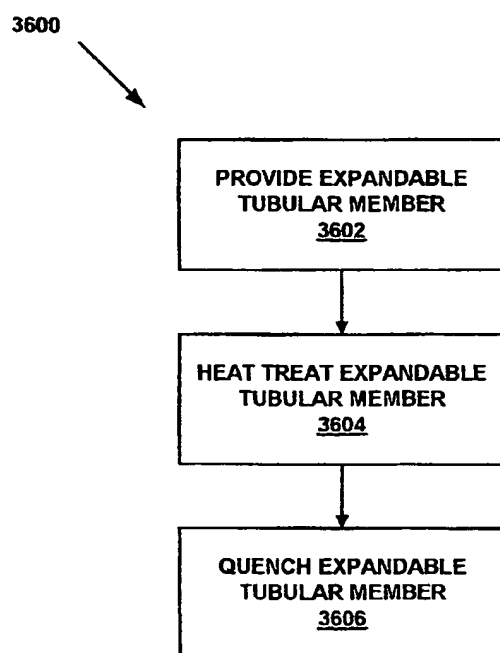 3600
PROVIDE EXPANDABLE
TUBULAR MEMBER
3602
HEAT TREAT EXPANDABLE
TUBULAR MEMBER
3604
QUENCH EXPANDABLE
TUBULAR MEMBER
3606